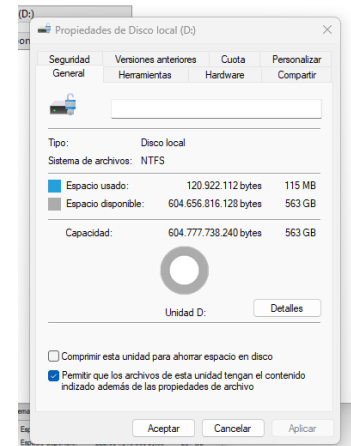 (D:)
Propiedades de Disco local (D:)
Seguridad Versiones anteriores Cuota Personalizar
General Herramientas Hardware Compartir
Tipo: Disco local
Sistema de archivos: NTFS
Espacio usado: 120.922.112 bytes 115 MB
Espacio disponible: 604.656.816.128 bytes 563 GB
Capacidad: 604.777.738.240 bytes 563 GB
Unidad D: Detalles
Comprimir esta unidad para ahorrar espacio en disco
Permitir que los archivos de esta unidad tengan el contenido
indizado además de las propiedades de archivo
Aceptar Cancelar Aplicar